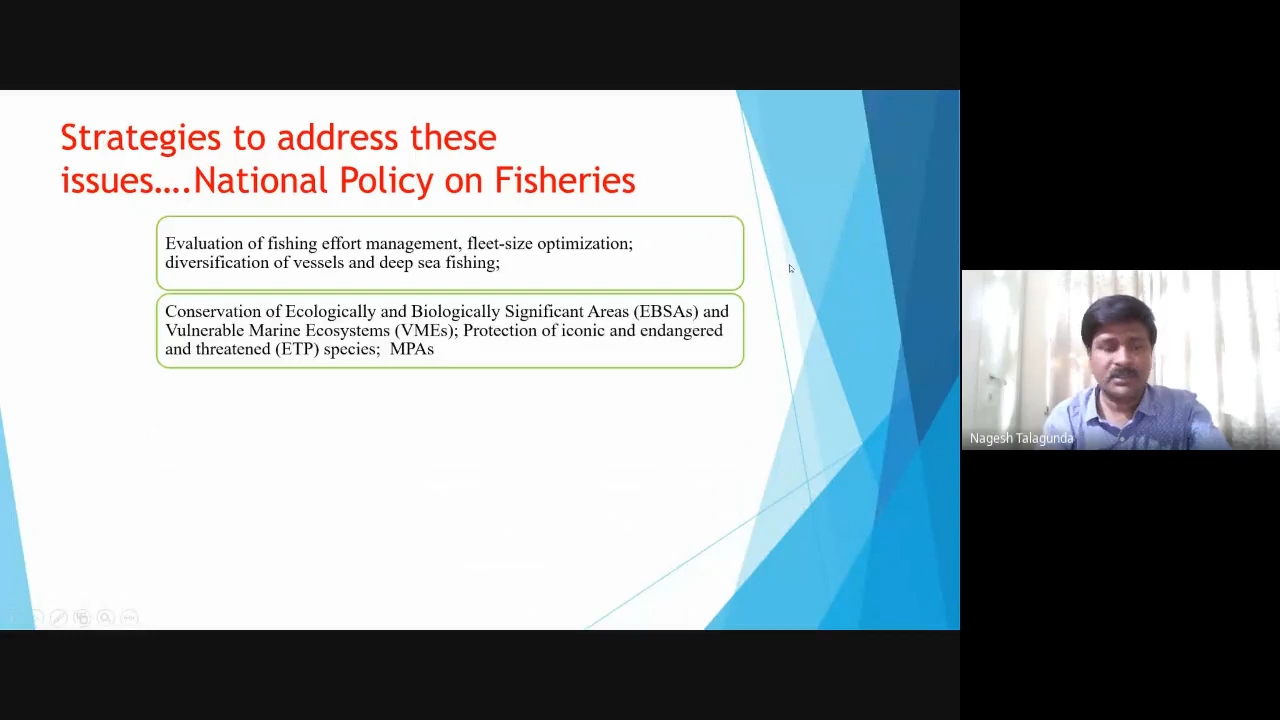 Strategies to address these
issues....National Policy on Fisheries
Evaluation of fishing effort management, fleet-size optimization;
diversification of vessels and deep sea fishing;
Conservation of Ecologically and Biologically Significant Areas (EBSAs) and
Vulnerable Marine Ecosystems (VMEs); Protection of iconic and endangered
and threatened (ETP) species;  MPAs
Nagesh Talagunda